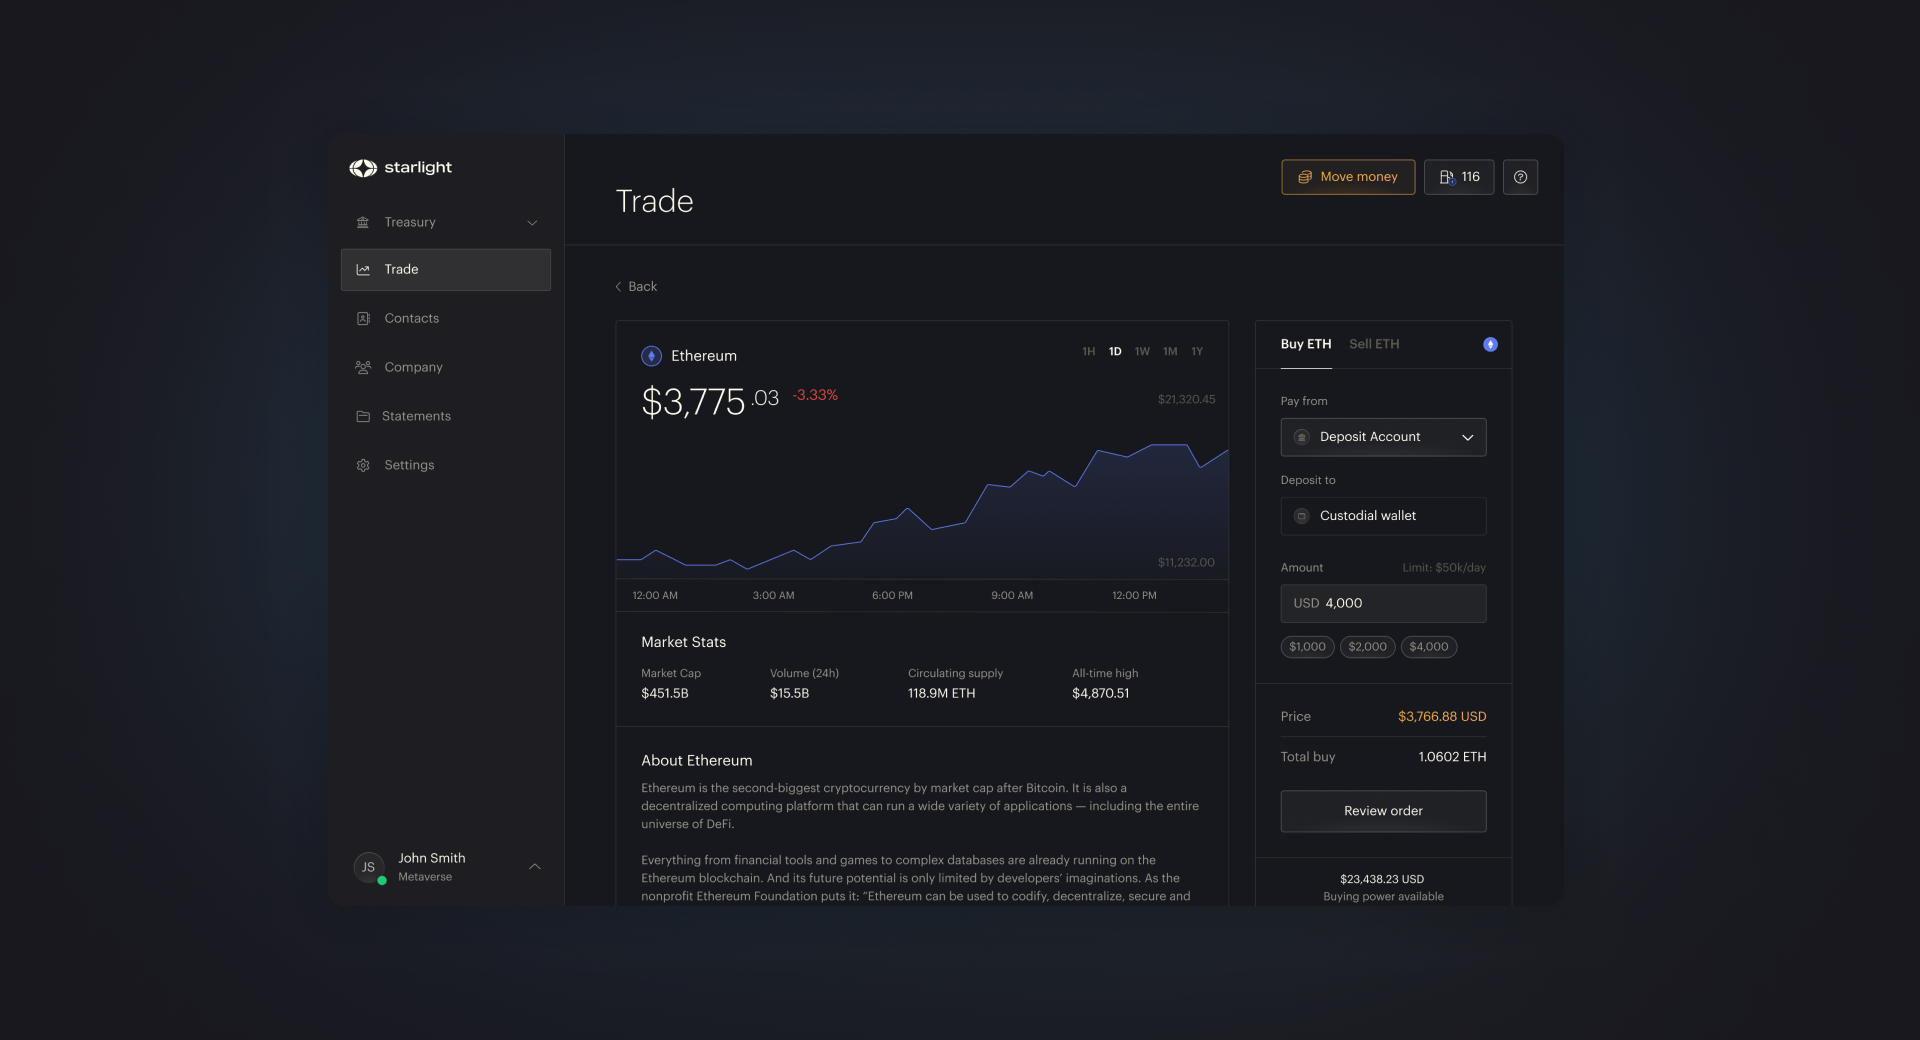 starlight
Treasury
Trade
Contacts
Company
Statements
Settings
JS
John Smith
Metaverse
Trade
Move money
116
Back
Ethereum
1H 1D 1W 1M 1Y
$3,775.03 -3.33%
$21,320.45
$11,232.00
12:00 AM 3:00 AM 6:00 PM 9:00 AM 12:00 PM
Market Stats
Market Cap Volume (24h) Circulating supply All-time high
$451.5B $15.5B 118.9M ETH $4,870.51
About Ethereum
Ethereum is the second-biggest cryptocurrency by market cap after Bitcoin. It is also a
decentralized computing platform that can run a wide variety of applications — including the entire
universe of DeFi.
Everything from financial tools and games to complex databases are already running on the
Ethereum blockchain. And its future potential is only limited by developers’ imaginations. As the
nonprofit Ethereum Foundation puts it: “Ethereum can be used to codify, decentralize, secure and
Buy ETH Sell ETH
Pay from
Deposit Account
Deposit to
Custodial wallet
Amount Limit: $50k/day
USD 4,000
$1,000 $2,000 $4,000
Price $3,766.88 USD
Total buy 1.0602 ETH
Review order
$23,438.23 USD
Buying power available